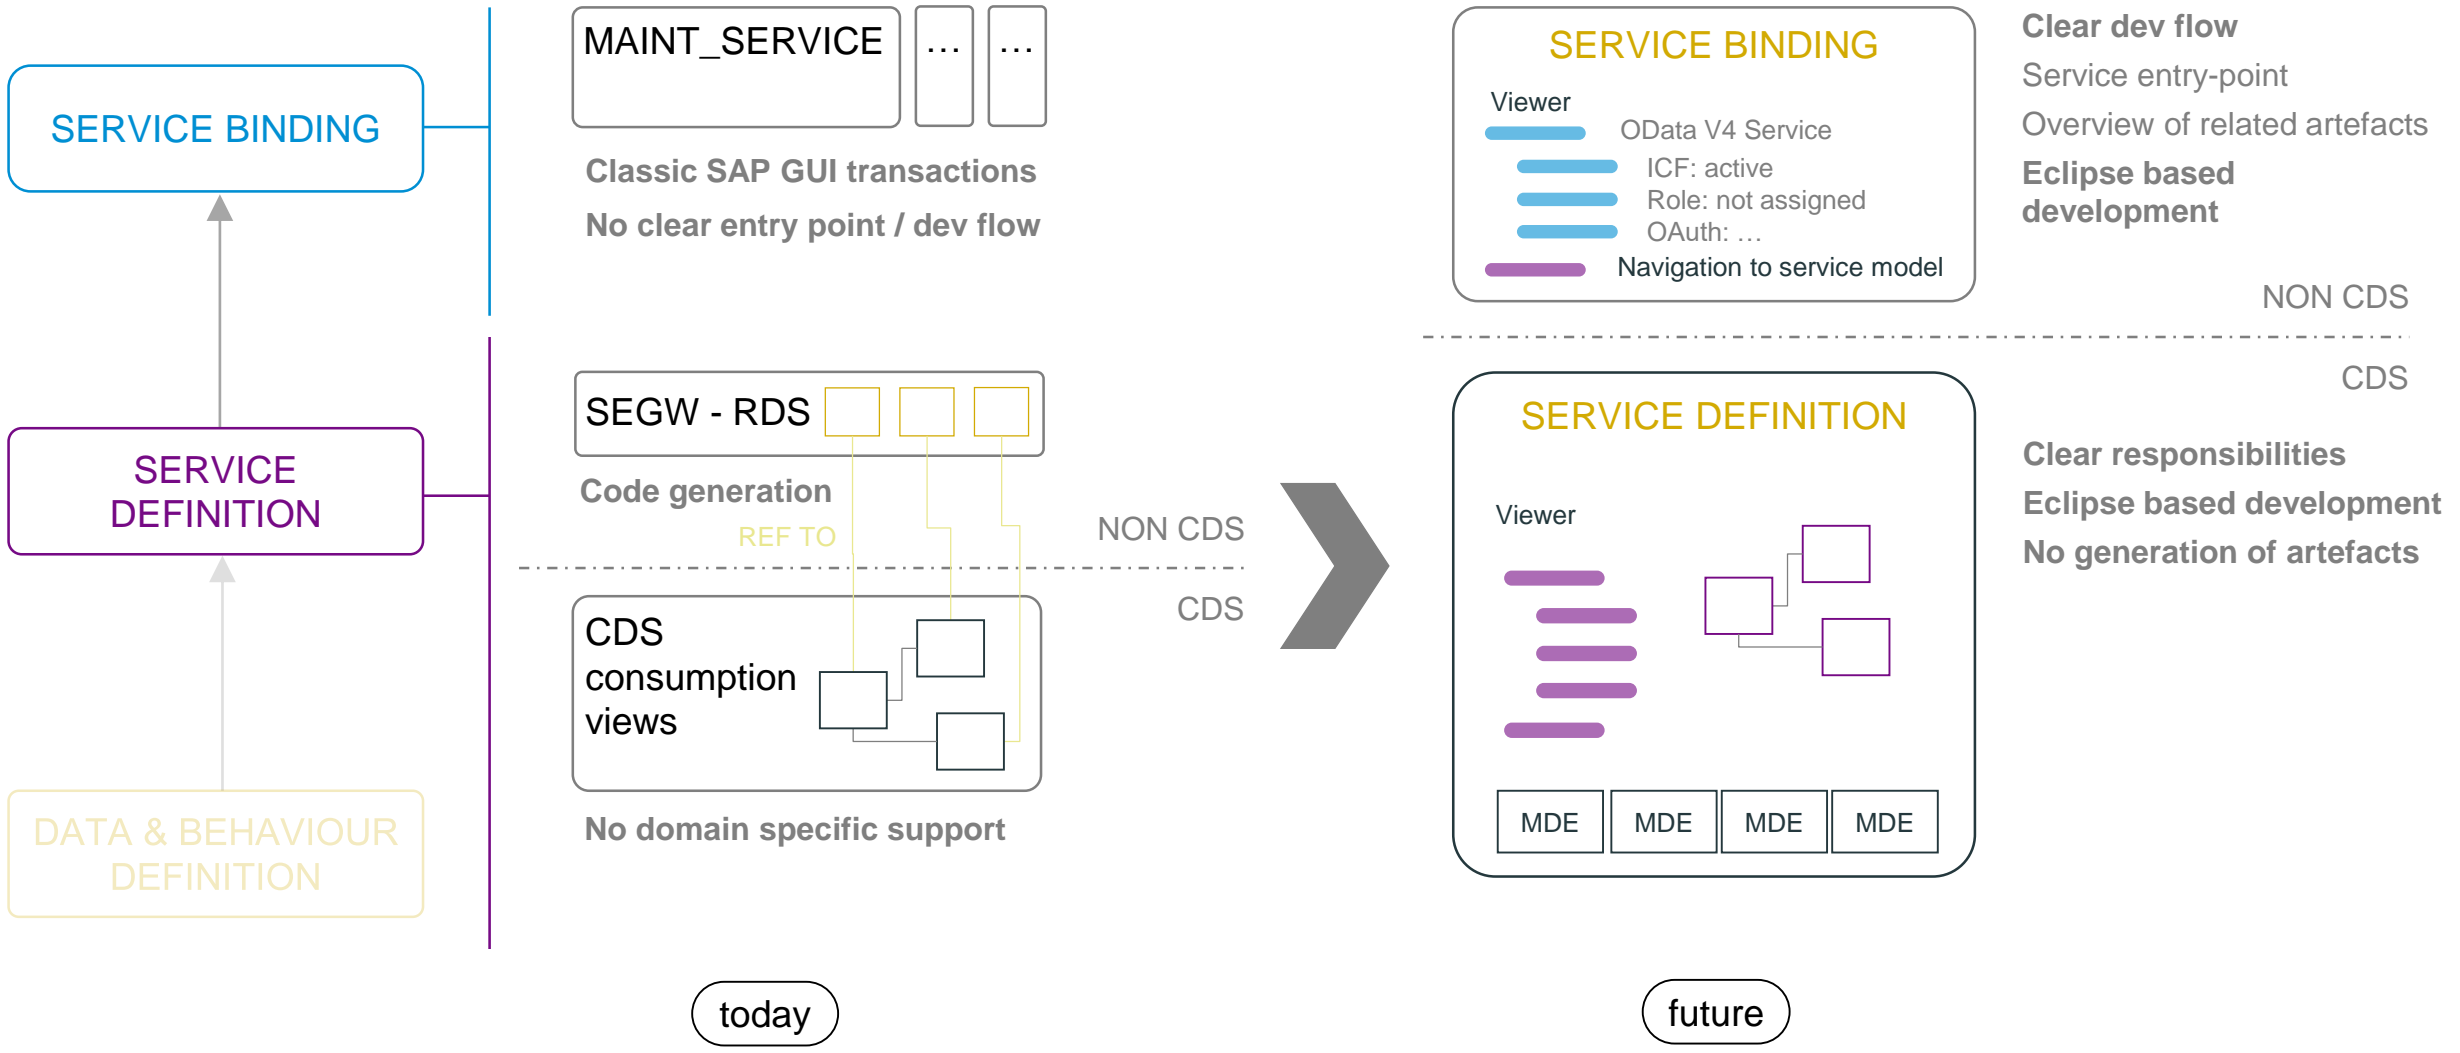 SERVICE BINDING
SERVICE
DEFINITION
DATA & BEHAVIOUR
DEFINITION
MAINT_SERVICE
...
...
Classic SAP GUI transactions
No clear entry point / dev flow
SEGW - RDS
Code generation
REF TO
NON CDS
CDS
CDS
consumption
views
No domain specific support
today
SERVICE BINDING
Viewer
OData V4 Service
ICF: active
Role: not assigned
OAuth: ...
Navigation to service model
Clear dev flow
Service entry-point
Overview of related artefacts
Eclipse based
development
NON CDS
CDS
SERVICE DEFINITION
Viewer
MDE MDE MDE MDE
Clear responsibilities
Eclipse based development
No generation of artefacts
future